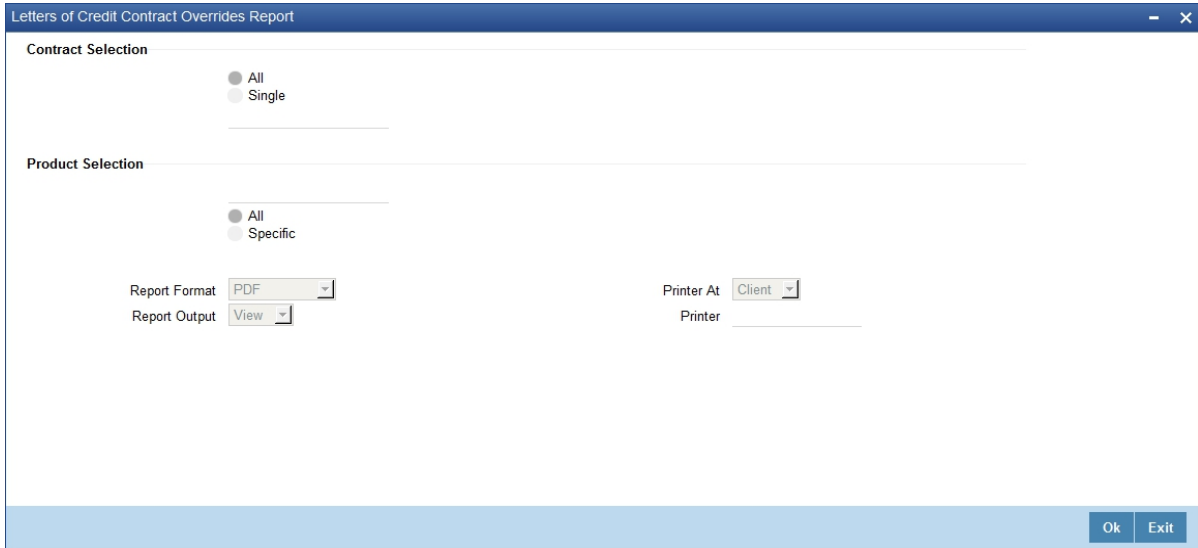 Letters of Credit Contract Overrides Report
Contract Selection
All
Single
Product Selection
All
Specific
Report Format PDF Printer At Client
Report Output View Printer
Ok Exit